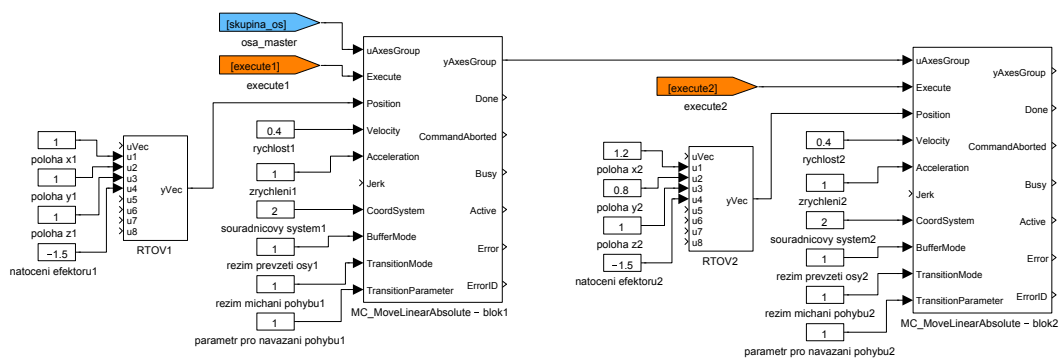 [skupina_os]
osa_master
[execute1]
execute1
uAxesGroup
Execute
Position
Velocity
Acceleration
Jerk
CoordSystem
BufferMode
TransitionMode
TransitionParameter
yAxesGroup
Done
CommandAborted
Busy
Active
Error
ErrorID
MC_MoveLinearAbsolute − blok1
1
poloha x1
1
poloha y1
1
poloha z1
−1.5
natoceni efektoru1
uVec
u1
u2
u3
u4
u5
u6
u7
u8
yVec
RTOV1
0.4
rychlost1
1
zrychleni1
2
souradnicovy system1
1
rezim prevzeti osy1
1
rezim michani pohybu1
1
parametr pro navazani pohybu1
[execute2]
execute2
1.2
poloha x2
0.8
poloha y2
1
poloha z2
−1.5
natoceni efektoru2
uVec
u1
u2
u3
u4
u5
u6
u7
u8
yVec
RTOV2
0.4
rychlost2
1
zrychleni2
2
souradnicovy system2
1
rezim prevzeti osy2
1
rezim michani pohybu2
1
parametr pro navazani pohybu2
uAxesGroup
Execute
Position
Velocity
Acceleration
Jerk
CoordSystem
BufferMode
TransitionMode
TransitionParameter
yAxesGroup
Done
CommandAborted
Busy
Active
Error
ErrorID
MC_MoveLinearAbsolute − blok2